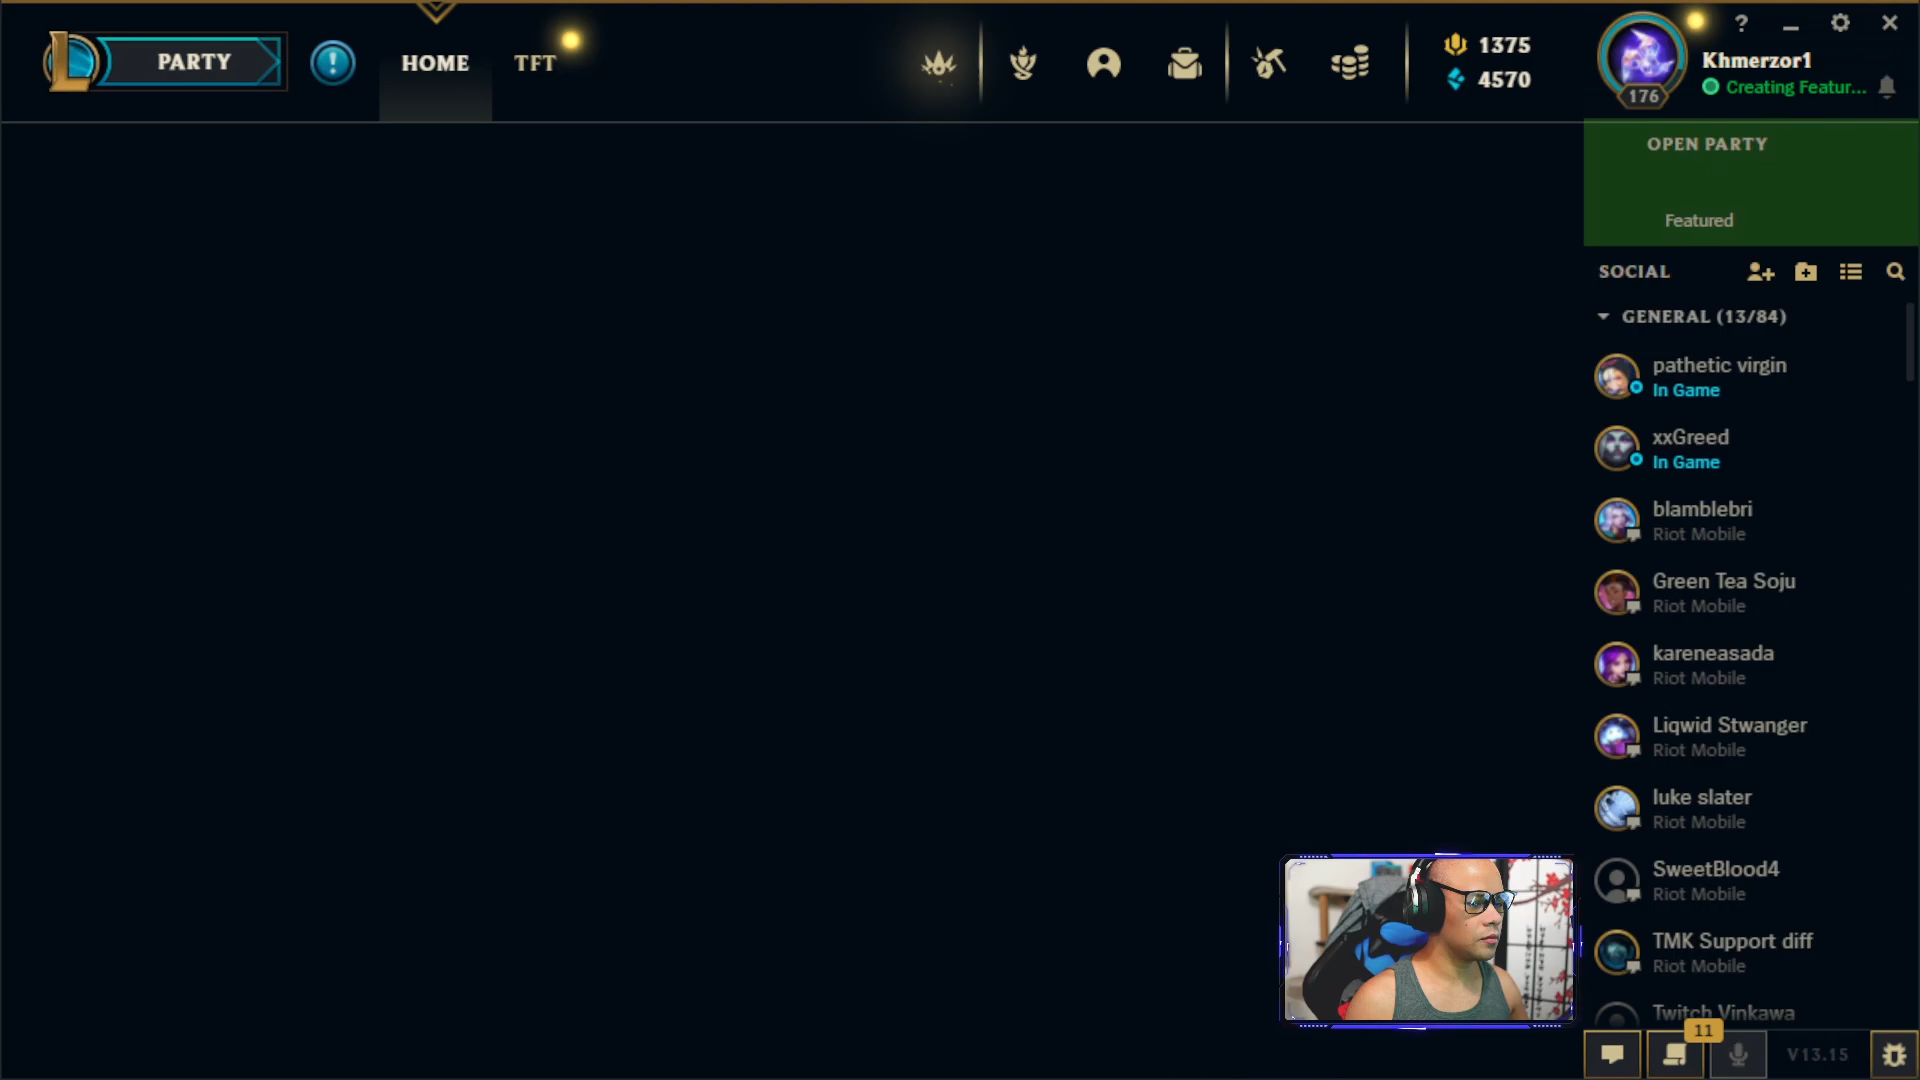 PARTY
HOME
TFT
1375
4570
?
176
Khmerzor1
Creating Featur...
OPEN PARTY
Featured
SOCIAL
GENERAL (13/84)
pathetic virgin
In Game
xxGreed
In Game
blamblebri
Riot Mobile
Green Tea Soju
Riot Mobile
kareneasada
Riot Mobile
Liqwid Stwanger
Riot Mobile
luke slater
Riot Mobile
SweetBlood4
Riot Mobile
TMK Support diff
Riot Mobile
Twitch Vinkawa
11
V13.15